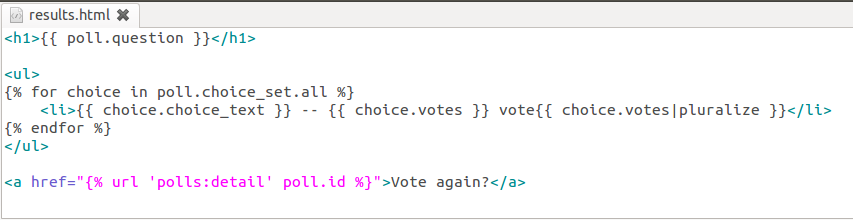 results.html
<h1>{{ poll.question }}</h1>
<ul>
{% for choice in poll.choice_set.all %}
<li>{{ choice.choice_text }} -- {{ choice.votes }} vote{{ choice.votes|pluralize }}</li>
{% endfor %}
</ul>
<a href="{% url 'polls:detail' poll.id %}">Vote again?</a>